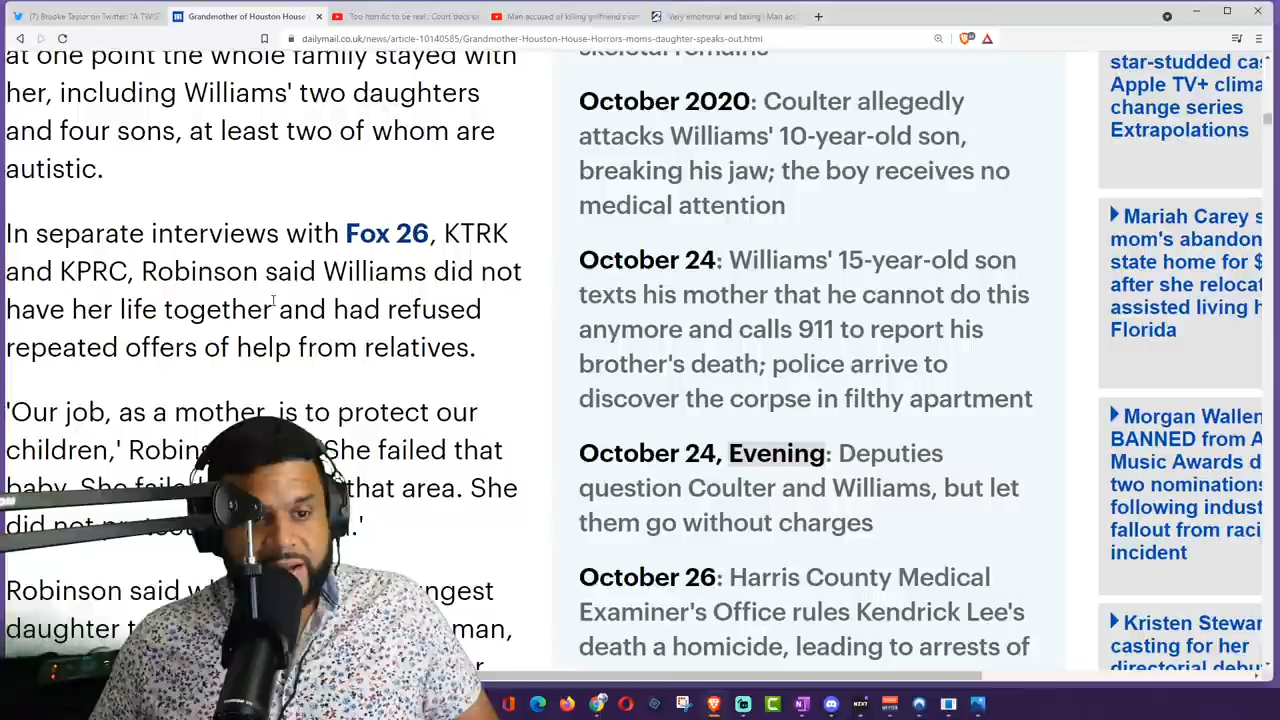 (7) Brooke Taylor on Twitter: "A TWIS
Grandmother of Houston House
Too horrific to be real: Court docs
Man accused of killing girlfriend's son
'Very emotional and taxing': Man acc
dailymail.co.uk/news/article-10140585/Grandmother-Houston-House-Horrors-moms-daughter-speaks-out.html
at one point the whole family stayed with
her, including Williams' two daughters
and four sons, at least two of whom are
autistic.
In separate interviews with Fox 26, KTRK
and KPRC, Robinson said Williams did not
have her life together and had refused
repeated offers of help from relatives.
'Our job, as a mother, is to protect our
children,' Robins She failed that
baby. She faile that area. She
did not protec .'
Robinson said w ngest
daughter t man,
skeletal remains
October 2020: Coulter allegedly
attacks Williams' 10-year-old son,
breaking his jaw; the boy receives no
medical attention
October 24: Williams' 15-year-old son
texts his mother that he cannot do this
anymore and calls 911 to report his
brother's death; police arrive to
discover the corpse in filthy apartment
October 24, Evening: Deputies
question Coulter and Williams, but let
them go without charges
October 26: Harris County Medical
Examiner's Office rules Kendrick Lee's
death a homicide, leading to arrests of
star-studded cas
Apple TV+ clima
change series
Extrapolations
Mariah Carey s
mom's abandon
state home for $
after she relocat
assisted living h
Florida
Morgan Wallen
BANNED from A
Music Awards d
two nominations
following indust
fallout from raci
incident
Kristen Stewar
casting for her
directorial debu